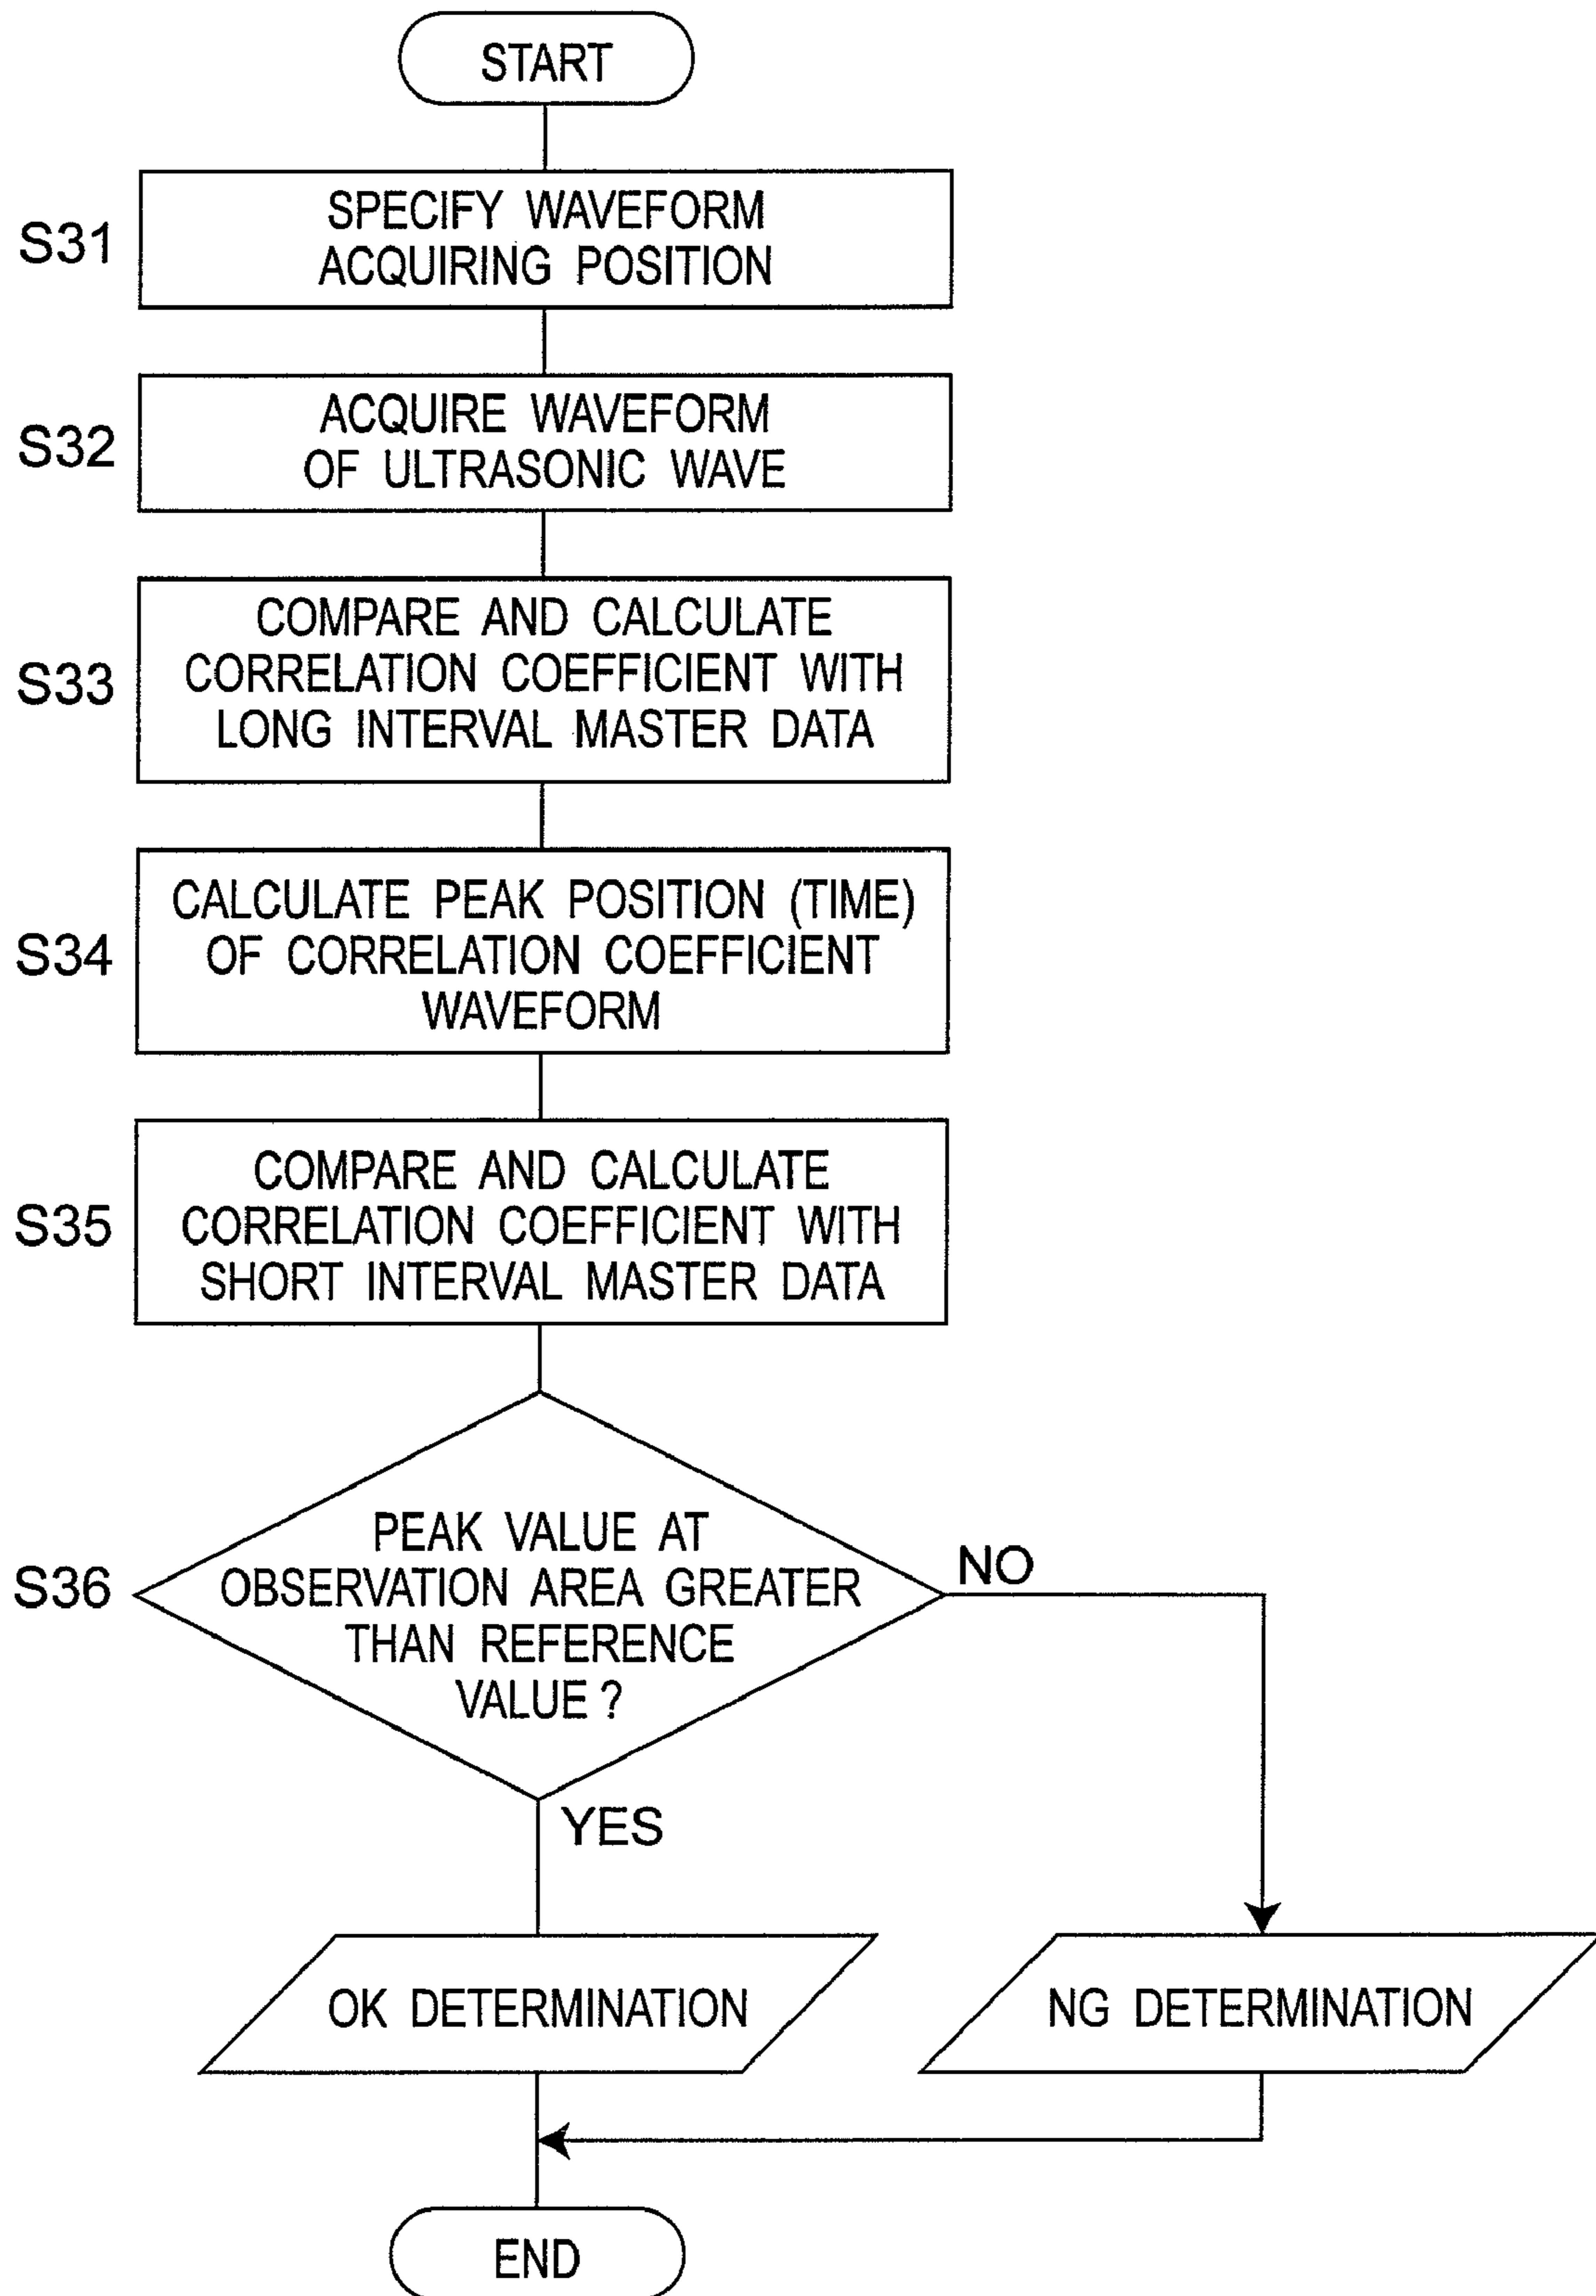 START
S31
SPECIFY WAVEFORM
ACQUIRING POSITION
S32
ACQUIRE WAVEFORM
OF ULTRASONIC WAVE
S33
COMPARE AND CALCULATE
CORRELATION COEFFICIENT WITH
LONG INTERVAL MASTER DATA
S34
CALCULATE PEAK POSITION (TIME)
OF CORRELATION COEFFICIENT
WAVEFORM
S35
COMPARE AND CALCULATE
CORRELATION COEFFICIENT WITH
SHORT INTERVAL MASTER DATA
S36
PEAK VALUE AT
OBSERVATION AREA GREATER
THAN REFERENCE
VALUE ?
NO
YES
OK DETERMINATION
NG DETERMINATION
END